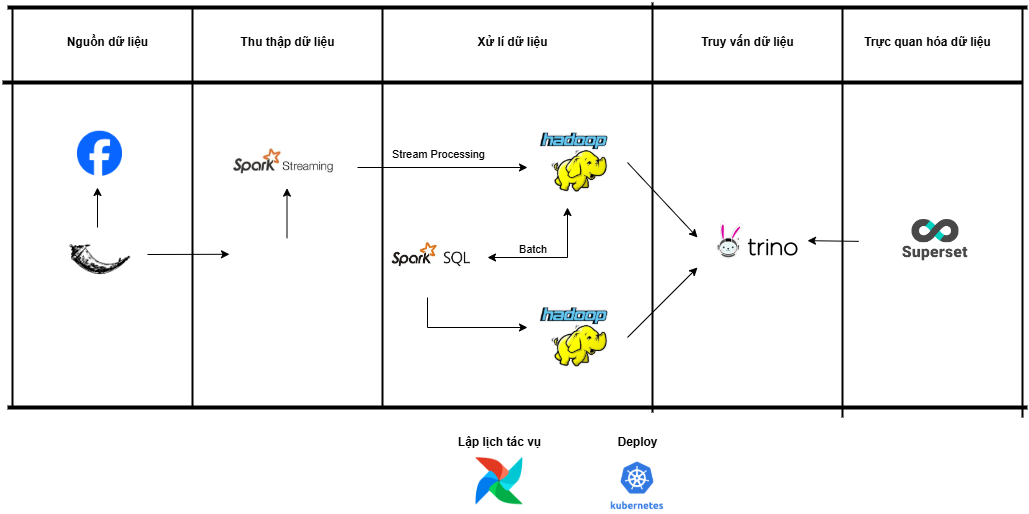 Nguồn dữ liệu
Thu thập dữ liệu
Xử lí dữ liệu
Truy vấn dữ liệu
Trực quan hóa dữ liệu
Spark Streaming
Stream Processing
hadoop
Spark SQL
Batch
hadoop
trino
Superset
Lập lịch tác vụ
Deploy
kubernetes